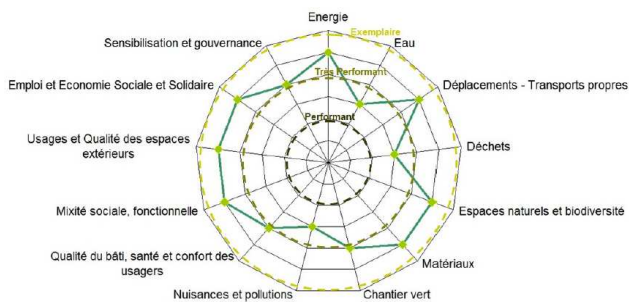 Energie
Exemplaire
Sensibilisation et gouvernance
Eau
Très Performant
Emploi et Economie Sociale et Solidaire
Déplacements - Transports propres
Performant
Usages et Qualité des espaces
extérieurs
Déchets
Mixité sociale, fonctionnelle
Espaces naturels et biodiversité
Qualité du bâti, santé et confort des
usagers
Matériaux
Nuisances et pollutions
Chantier vert